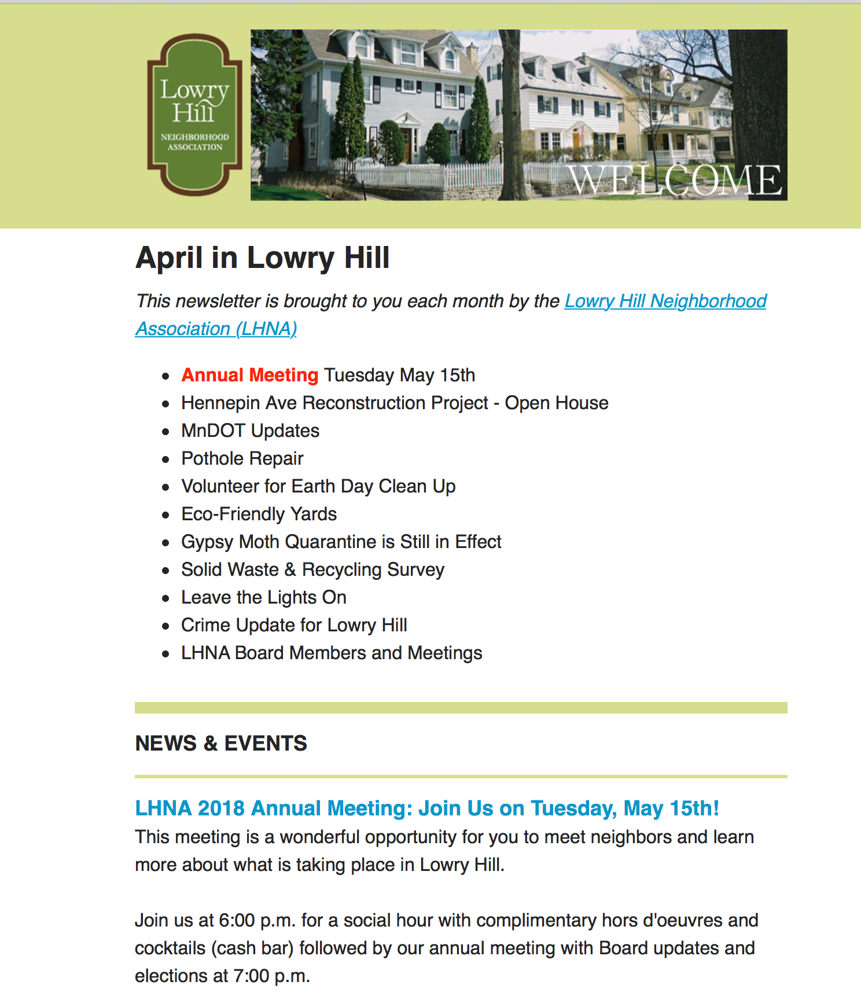 Lowry
Hill
NEIGHBORHOOD
ASSOCIATION
WELCOME
April in Lowry Hill
This newsletter is brought to you each month by the Lowry Hill Neighborhood
Association (LHNA)
• Annual Meeting Tuesday May 15th
• Hennepin Ave Reconstruction Project - Open House
• MnDOT Updates
• Pothole Repair
• Volunteer for Earth Day Clean Up
• Eco-Friendly Yards
• Gypsy Moth Quarantine is Still in Effect
• Solid Waste & Recycling Survey
• Leave the Lights On
• Crime Update for Lowry Hill
• LHNA Board Members and Meetings
NEWS & EVENTS
LHNA 2018 Annual Meeting: Join Us on Tuesday, May 15th!
This meeting is a wonderful opportunity for you to meet neighbors and learn
more about what is taking place in Lowry Hill.
Join us at 6:00 p.m. for a social hour with complimentary hors d'oeuvres and
cocktails (cash bar) followed by our annual meeting with Board updates and
elections at 7:00 p.m.